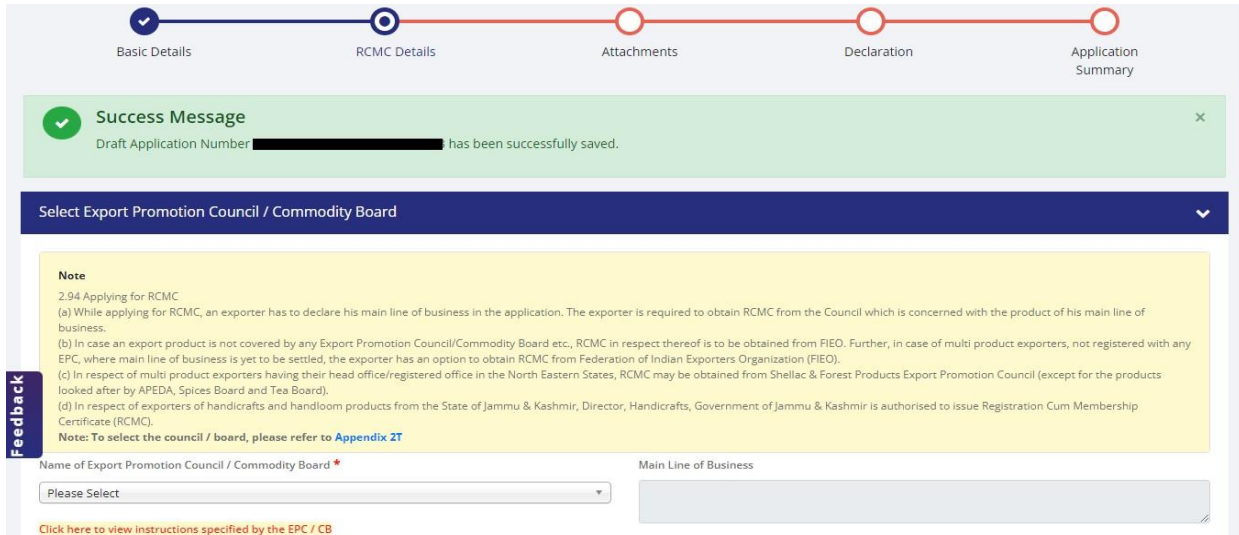 Basic Details
RCMC Details
Attachments
Declaration
Application
Summary
Success Message
Draft Application Number has been successfully saved.
Select Export Promotion Council / Commodity Board
Note
2.94 Applying for RCMC
(a) While applying for RCMC, an exporter has to declare his main line of business in the application. The exporter is required to obtain RCMC from the Council which is concerned with the product of his main line of
business.
(b) In case an export product is not covered by any Export Promotion Council/Commodity Board etc., RCMC in respect thereof is to be obtained from FIEO. Further, in case of multi product exporters, not registered with any
EPC, where main line of business is yet to be settled, the exporter has an option to obtain RCMC from Federation of Indian Exporters Organization (FIEO).
(c) In respect of multi product exporters having their head office/registered office in the North Eastern States, RCMC may be obtained from Shellac & Forest Products Export Promotion Council (except for the products
looked after by APEDA, Spices Board and Tea Board).
(d) In respect of exporters of handicrafts and handloom products from the State of Jammu & Kashmir, Director, Handicrafts, Government of Jammu & Kashmir is authorised to issue Registration Cum Membership
Certificate (RCMC).
Note: To select the council / board, please refer to Appendix 2T
Feedback
Name of Export Promotion Council / Commodity Board *
Main Line of Business
Please Select
Click here to view instructions specified by the EPC / CB